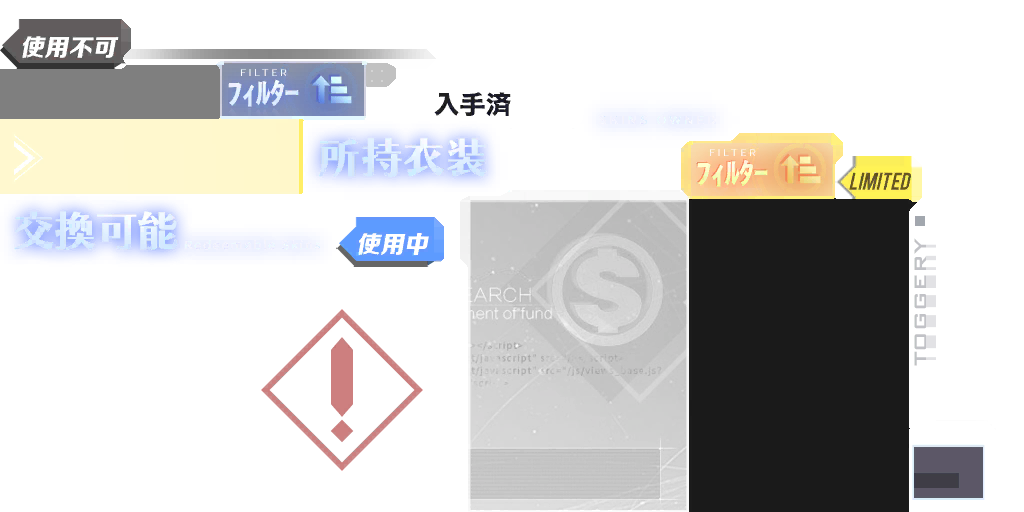 使用不可
FILTER
フィルター
入手済
所持衣装
FILTER
フィルター
LIMITED
交換可能
使用中
TOGGERY
EARCH
ment of fund
</script>